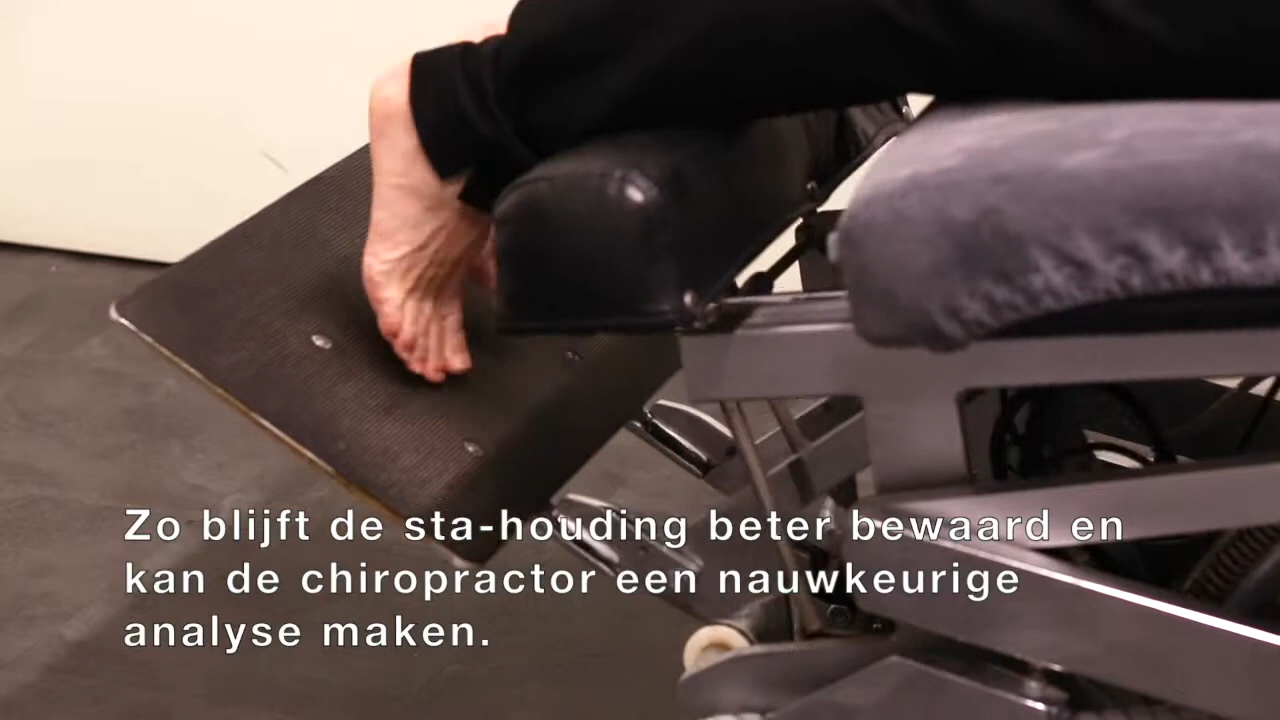 Zo blijft de sta-houding beter bewaard en
kan de chiropractor een nauwkeurige
analyse maken.